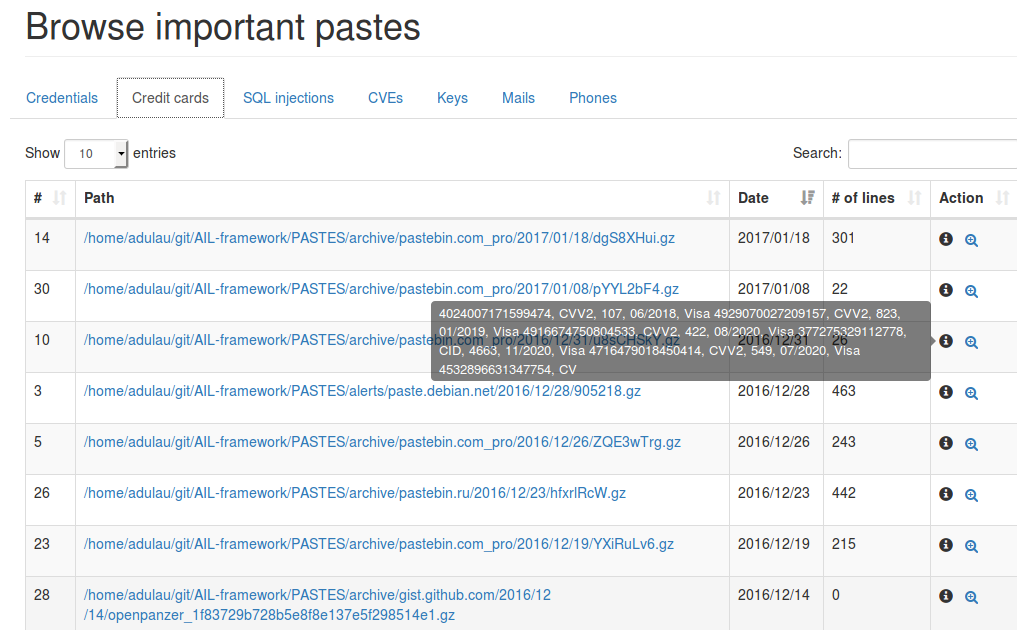 Browse important pastes
Credentials Credit cards SQL injections CVEs Keys Mails Phones
Show 10 entries Search:
# Path Date # of lines Action
14 /home/adulau/git/AIL-framework/PASTES/archive/pastebin.com_pro/2017/01/18/dgS8XHui.gz 2017/01/18 301
30 /home/adulau/git/AIL-framework/PASTES/archive/pastebin.com_pro/2017/01/08/pYYL2bF4.gz 2017/01/08 22
4024007171599474, CVV2, 107, 06/2018, Visa 4929070027209157, CVV2, 823,
01/2019, Visa 4916674750804533, CVV2, 422, 08/2020, Visa 377275329112778,
CID, 4663, 11/2020, Visa 4716479018450414, CVV2, 549, 07/2020, Visa
4532896631347754, CV
10 /home/adulau/git/AIL-framework/PASTES/archive/pastebin.com_pro/2016/12/31/u8sCHSkY.gz 2016/12/31 26
3 /home/adulau/git/AIL-framework/PASTES/alerts/paste.debian.net/2016/12/28/905218.gz 2016/12/28 463
5 /home/adulau/git/AIL-framework/PASTES/archive/pastebin.com_pro/2016/12/26/ZQE3wTrg.gz 2016/12/26 243
26 /home/adulau/git/AIL-framework/PASTES/archive/pastebin.ru/2016/12/23/hfxrlRcW.gz 2016/12/23 442
23 /home/adulau/git/AIL-framework/PASTES/archive/pastebin.com_pro/2016/12/19/YXiRuLv6.gz 2016/12/19 215
28 /home/adulau/git/AIL-framework/PASTES/archive/gist.github.com/2016/12 2016/12/14 0
/14/openpanzer_1f83729b728b5e8f8e137e5f298514e1.gz